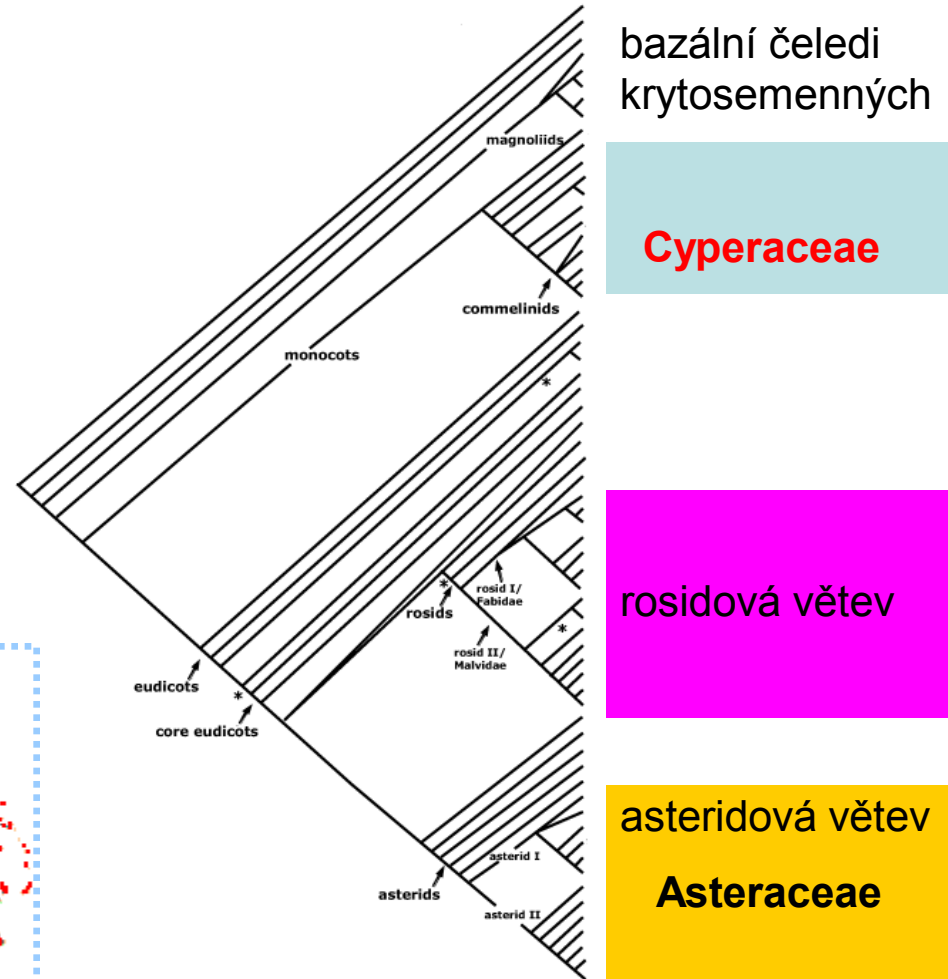 bazální čeledi
krytosemenných
magnoliids
Cyperaceae
commelinids
monocots
*
*
rosid I/
Fabidae
rosids
*
rosid II/
Malvidae
rosidová větev
eudicots
*
core eudicots
asteridová větev
asterid I
asterids
Asteraceae
asterid II